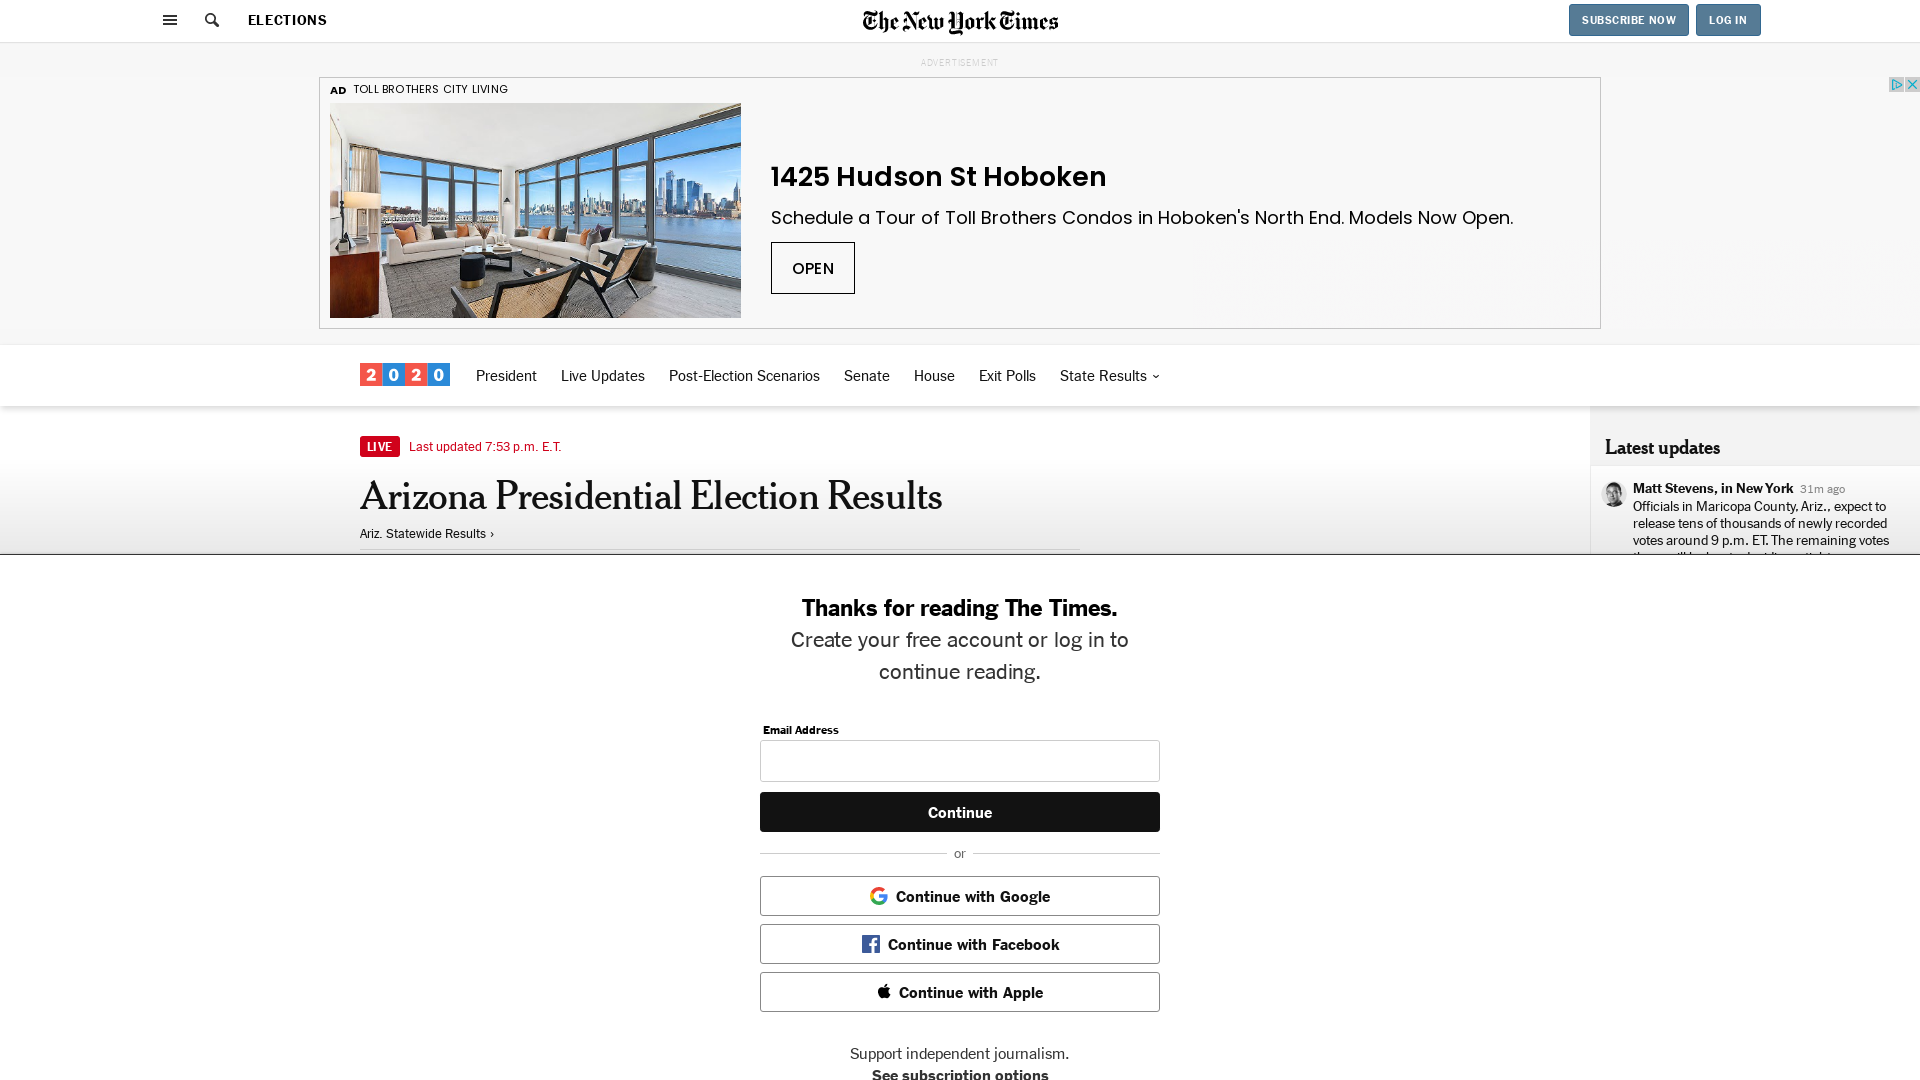 ELECTIONS
The New York Times
SUBSCRIBE NOW
LOG IN
ADVERTISEMENT
AD TOLL BROTHERS CITY LIVING
1425 Hudson St Hoboken
Schedule a Tour of Toll Brothers Condos in Hoboken's North End. Models Now Open.
OPEN
2020
President
Live Updates
Post-Election Scenarios
Senate
House
Exit Polls
State Results
LIVE Last updated 7:53 p.m. E.T.
Arizona Presidential Election Results
Ariz. Statewide Results ›
Latest updates
Matt Stevens, in New York 31m ago
Officials in Maricopa County, Ariz., expect to
release tens of thousands of newly recorded
votes around 9 p.m. ET. The remaining votes
Thanks for reading The Times.
Create your free account or log in to
continue reading.
Email Address
Continue
or
Continue with Google
Continue with Facebook
Continue with Apple
Support independent journalism.
See subscription options